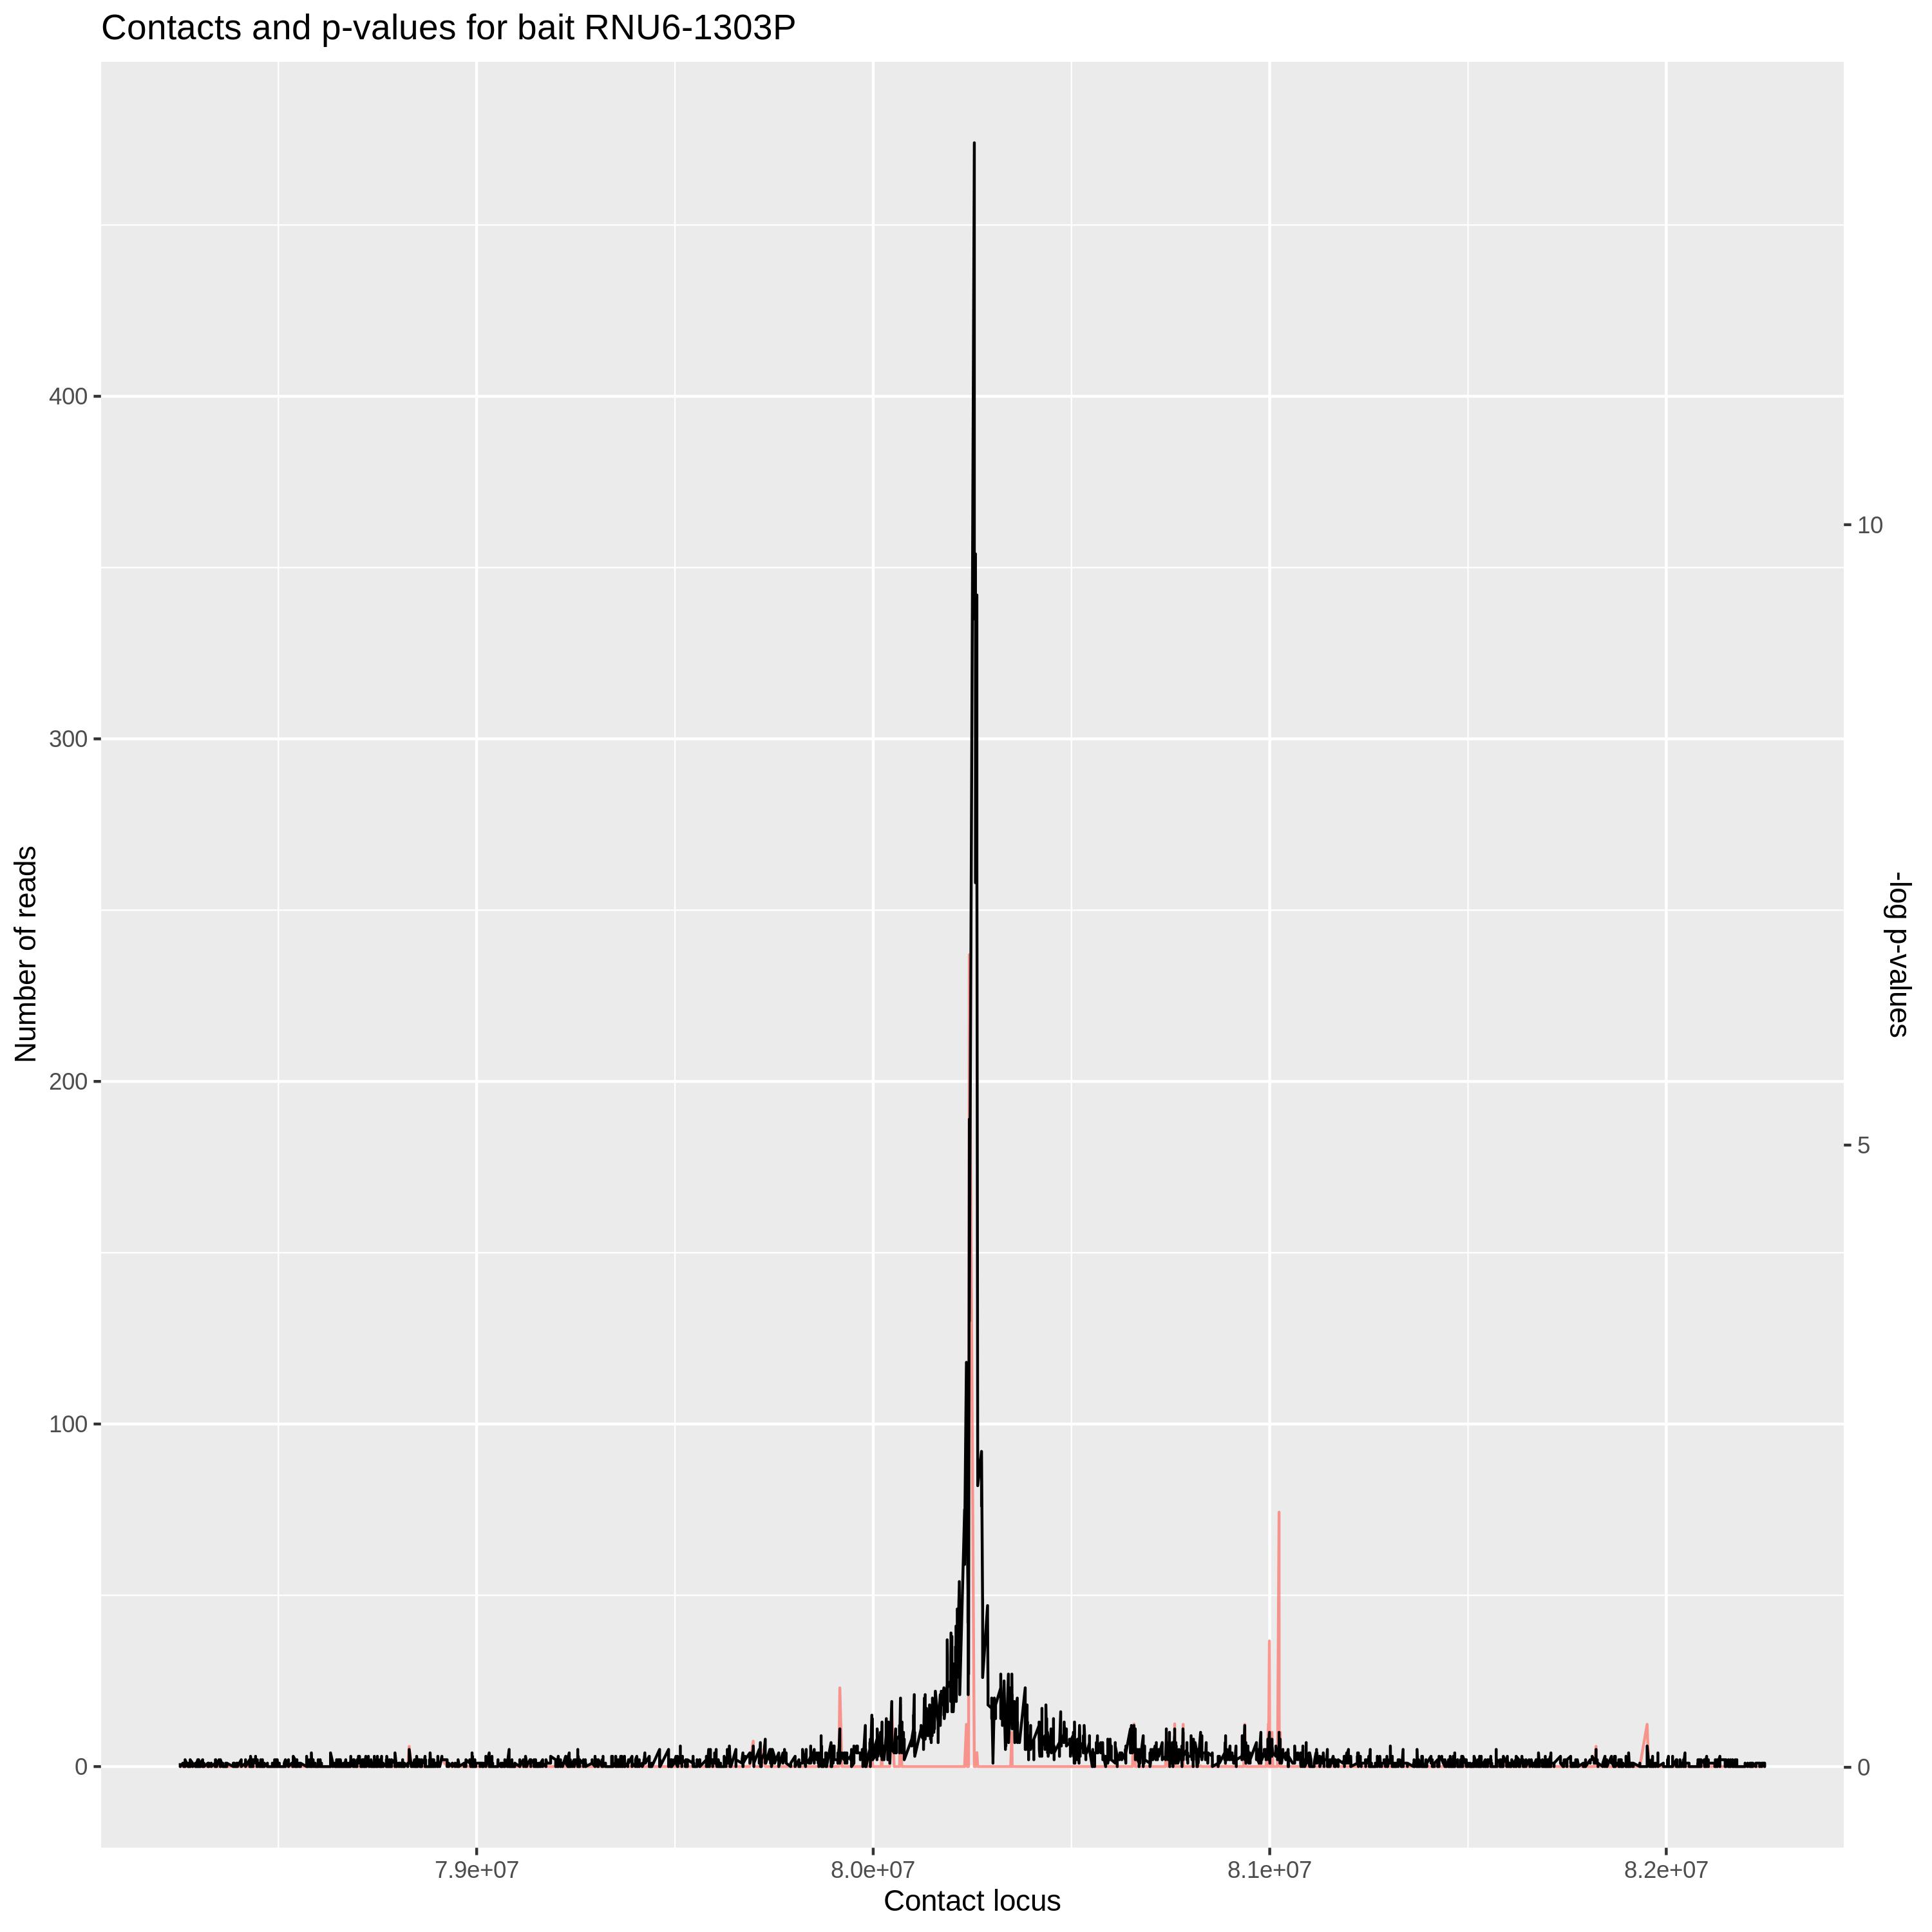 Contacts and p-values for bait RNU6-1303P
400
300
200
100
0
Number of reads
10
5
0
-log p-values
7.9e+07
8.0e+07
8.1e+07
8.2e+07
Contact locus